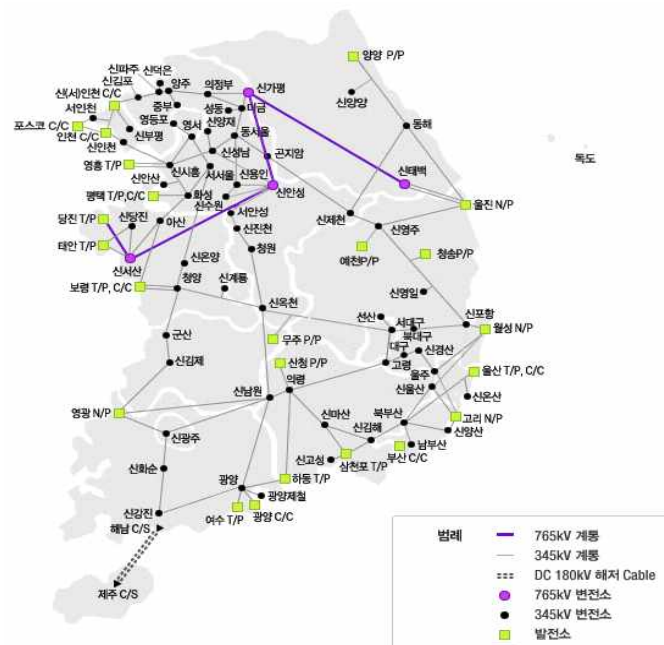 양양 P/P
신파주 신덕은
신김포 양주 의정부 신가평
신(서)인천 C/C
중부 성동 미금
신양양
서인천
포스코 C/C
영등포 영서 신양재 동서울
인천 C/C
신부평
신인천
동해
독도
신성남 곤지암
영흥 T/P
신시흥
서서울 신용인
신안산
신태백
평택 T/P,C/C
화성 신수원 신안성
울진 N/P
당진 T/P 신당진 아산
서안성
신제천
신진천
신영주
태안 T/P
신서산
신온양
청원
예천P/P
청송P/P
청양 신계룡
보령 T/P, C/C
신옥천
신영일
선산 서대구
신포항
군산
북대구
월성 N/P
무주 P/P
대구 신경산
신김제
산청 P/P
고령
울주
울산 T/P, C/C
의령
신울산
신남원
신온산
영광 N/P
신마산 북부산
고리 N/P
신김해
신광주
신양산
남부산
신고성
삼천포 T/P
부산 C/C
신화순
광양
하동 T/P
광양제철
신강진
여수 T/P
광양 C/C
해남 C/S
제주 C/S
범례
765kV 계통
345kV 계통
DC 180kV 해저 Cable
765kV 변전소
345kV 변전소
발전소